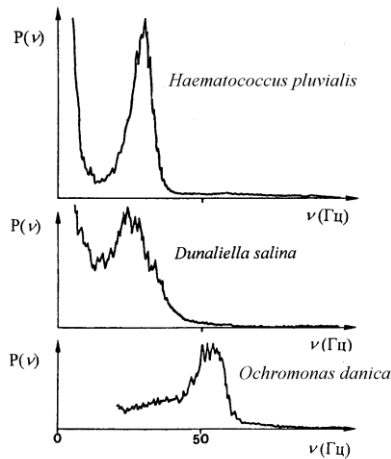 P(ν)
Haematococcus pluvialis
ν(Гц)
P(ν)
Dunaliella salina
ν(Гц)
P(ν)
Ochromonas danica
ν(Гц)
0
50